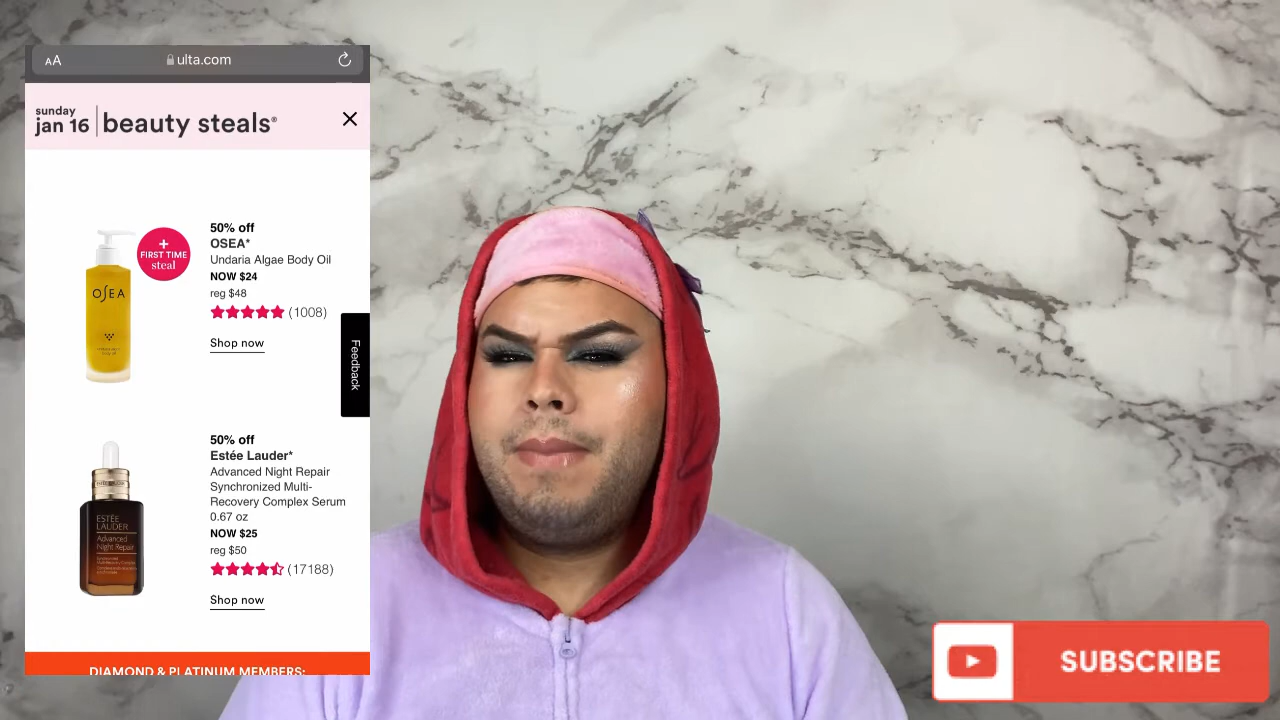 AA ulta.com
sunday
jan 16 | beauty steals®
+
FIRST TIME
steal
OSEA
50% off
OSEA*
Undaria Algae Body Oil
NOW $24
reg $48
(1008)
Shop now
Feedback
ESTĒE
LAUDER
Advanced
Night Repair
50% off
Estée Lauder*
Advanced Night Repair
Synchronized Multi-
Recovery Complex Serum
0.67 oz
NOW $25
reg $50
(17188)
Shop now
DIAMOND & PLATINUM MEMBERS:
SUBSCRIBE